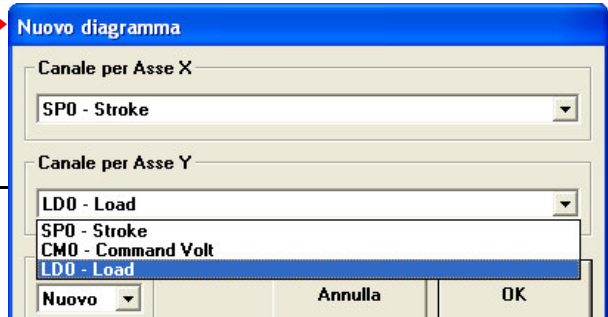 Nuovo diagramma
Canale per Asse X
SP0 - Stroke
Canale per Asse Y
LD0 - Load
SP0 - Stroke
CM0 - Command Volt
LD0 - Load
Nuovo Annulla OK